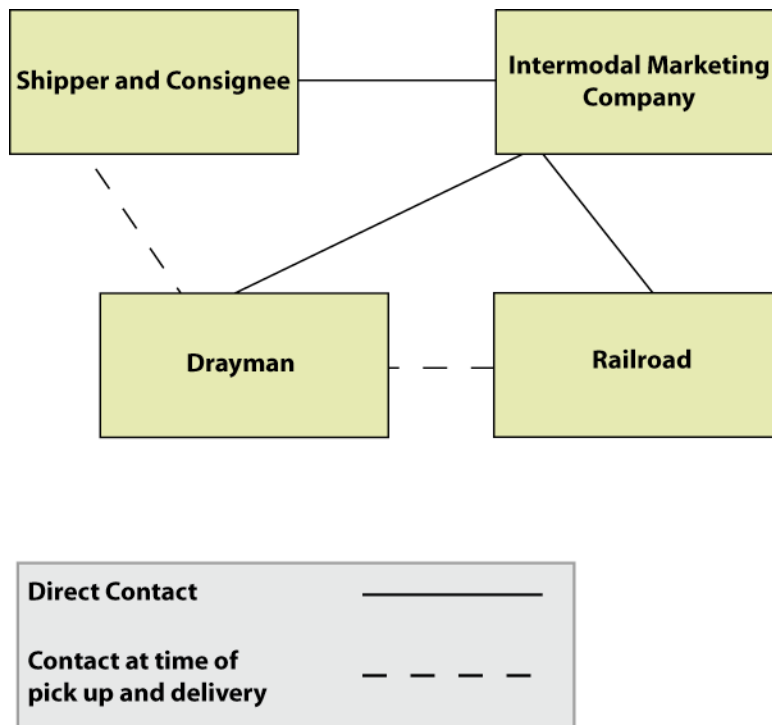 Shipper and Consignee
Intermodal Marketing
Company
Drayman
Railroad
Direct Contact
Contact at time of
pick up and delivery